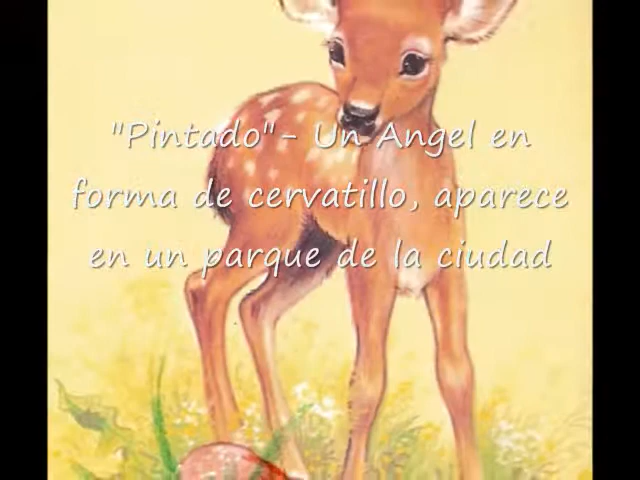 "Pintado"- Un Angel en
forma de cervatillo, aparece
en un parque de la ciudad